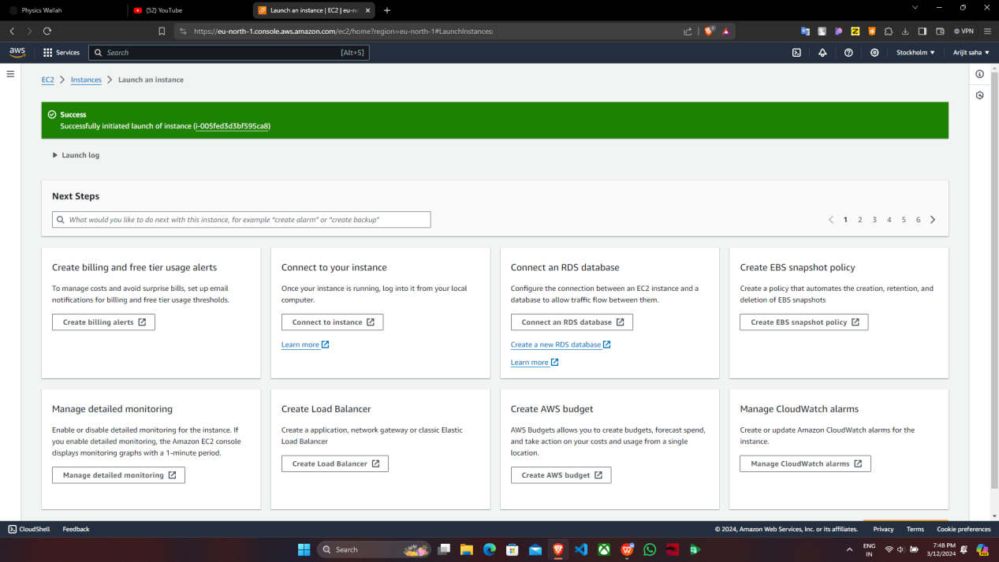 Physics Wallah
(52) YouTube
Launch an instance | EC2 | eu-no
https://eu-north-1.console.aws.amazon.com/ec2/home?region=eu-north-1#LaunchInstances:
VPN
aws
Services
Search
[Alt+S]
Stockholm
Arijit saha
EC2
Instances
Launch an instance
Success
Successfully initiated launch of instance (i-005fed3d3bf595ca8)
Launch log
Next Steps
What would you like to do next with this instance, for example “create alarm” or “create backup”
1 2 3 4 5 6
Create billing and free tier usage alerts
To manage costs and avoid surprise bills, set up email
notifications for billing and free tier usage thresholds.
Create billing alerts
Connect to your instance
Once your instance is running, log into it from your local
computer.
Connect to instance
Learn more
Connect an RDS database
Configure the connection between an EC2 instance and a
database to allow traffic flow between them.
Connect an RDS database
Create a new RDS database
Learn more
Create EBS snapshot policy
Create a policy that automates the creation, retention, and
deletion of EBS snapshots
Create EBS snapshot policy
Manage detailed monitoring
Enable or disable detailed monitoring for the instance. If
you enable detailed monitoring, the Amazon EC2 console
displays monitoring graphs with a 1-minute period.
Manage detailed monitoring
Create Load Balancer
Create a application, network gateway or classic Elastic
Load Balancer
Create Load Balancer
Create AWS budget
AWS Budgets allows you to create budgets, forecast spend,
and take action on your costs and usage from a single
location.
Create AWS budget
Manage CloudWatch alarms
Create or update Amazon CloudWatch alarms for the
instance.
Manage CloudWatch alarms
CloudShell
Feedback
© 2024, Amazon Web Services, Inc. or its affiliates.
Privacy
Terms
Cookie preferences
Search
ENG
IN
7:48 PM
3/12/2024